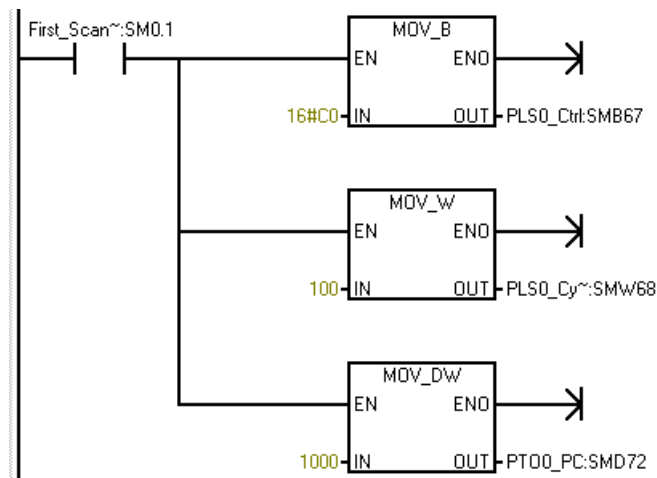 First_Scan~:SM0.1
MOV_B
EN ENO
16#C0 IN OUT PLS0_Ctrl:SMB67
MOV_W
EN ENO
100 IN OUT PLS0_Cy~:SMW68
MOV_DW
EN ENO
1000 IN OUT PTO0_PC:SMD72